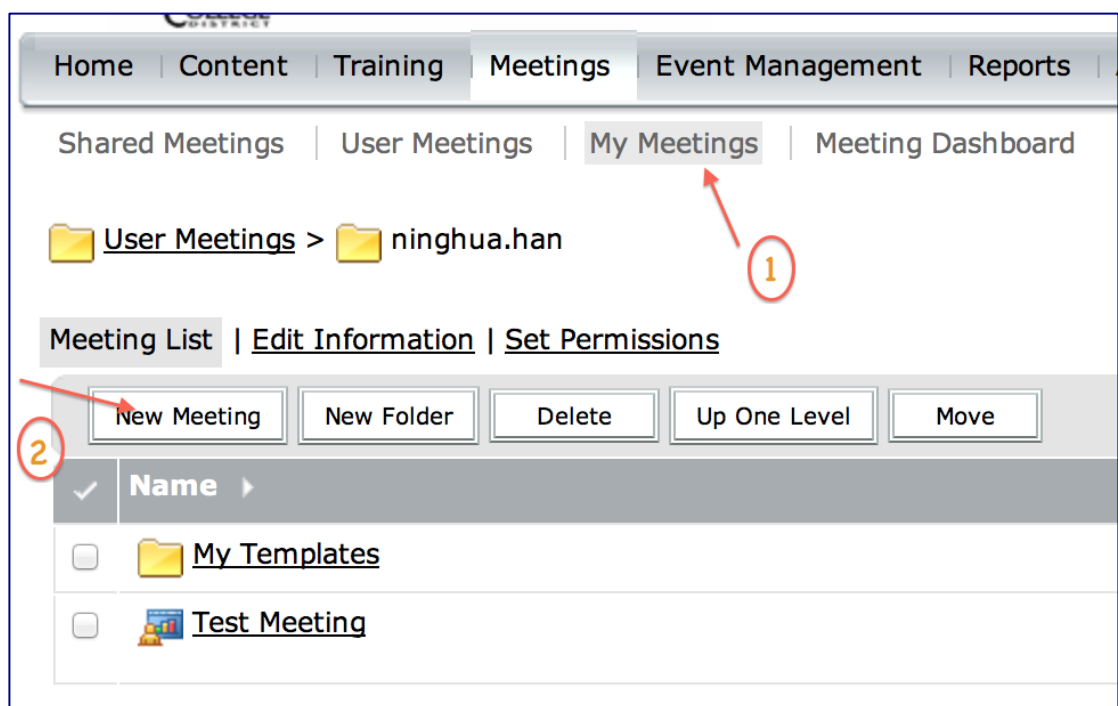 COLLEGE
DISTRICT
Home | Content | Training | Meetings | Event Management | Reports |
Shared Meetings | User Meetings | My Meetings | Meeting Dashboard
User Meetings > ninghua.han
1
Meeting List | Edit Information | Set Permissions
New Meeting New Folder Delete Up One Level Move
2
Name
My Templates
Test Meeting